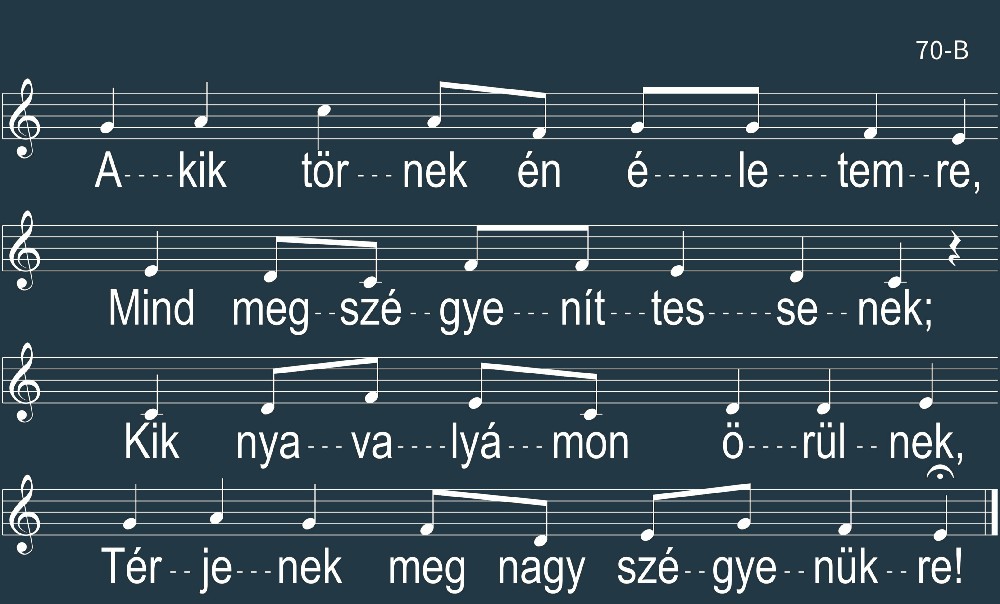 70-B
A----kik tör---nek én é------le----tem--re,
Mind meg--szé--gye---nít---tes-----se--nek;
Kik nya---va----lyá---mon ö----rül--nek,
Tér--je---nek meg nagy szé--gye--nük--re!